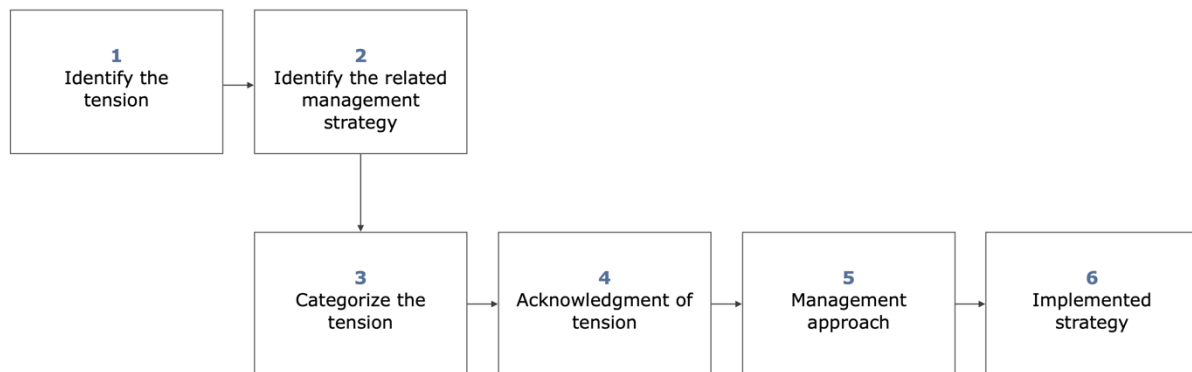 1
Identify the
tension
2
Identify the related
management
strategy
3
Categorize the
tension
4
Acknowledgment of
tension
5
Management
approach
6
Implemented
strategy